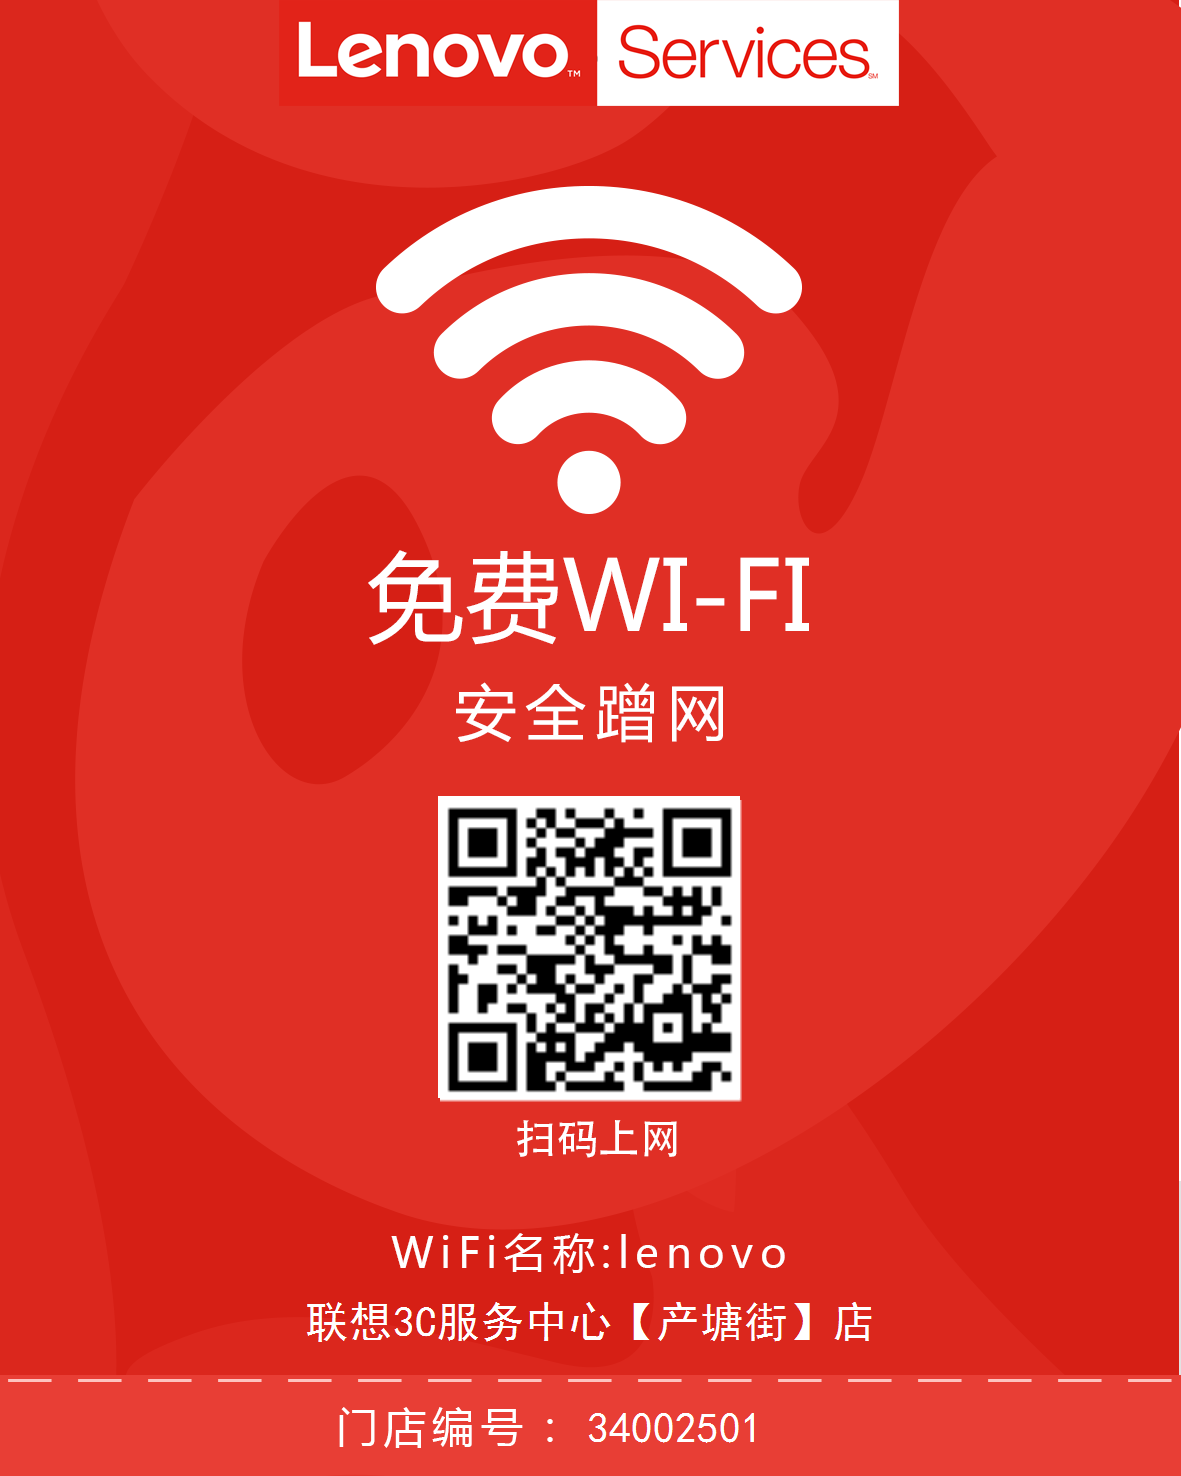 Lenovo™ Services℠
免费WI-FI
安全蹭网
扫码上网
WiFi名称:lenovo
联想3C服务中心【产塘街】店
门店编号：34002501